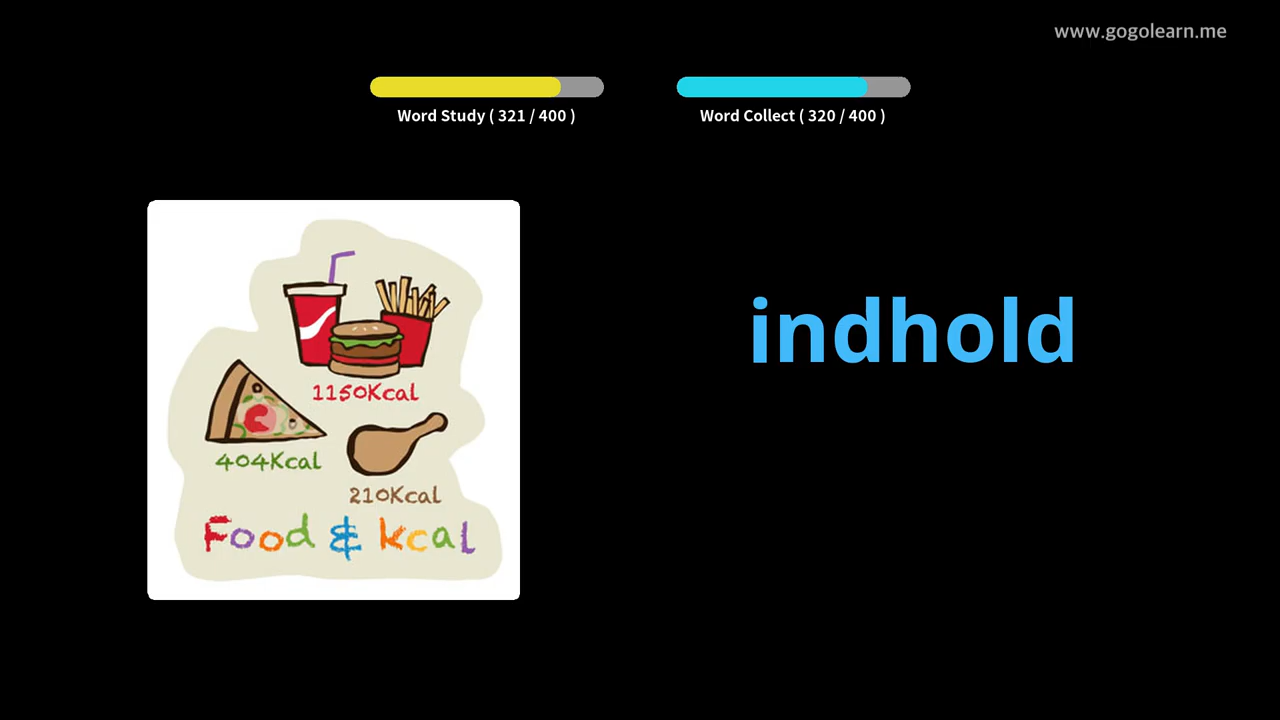 www.gogolearn.me
Word Study ( 321 / 400 )
Word Collect ( 320 / 400 )
indhold
1150Kcal
404Kcal
210Kcal
Food & kcal